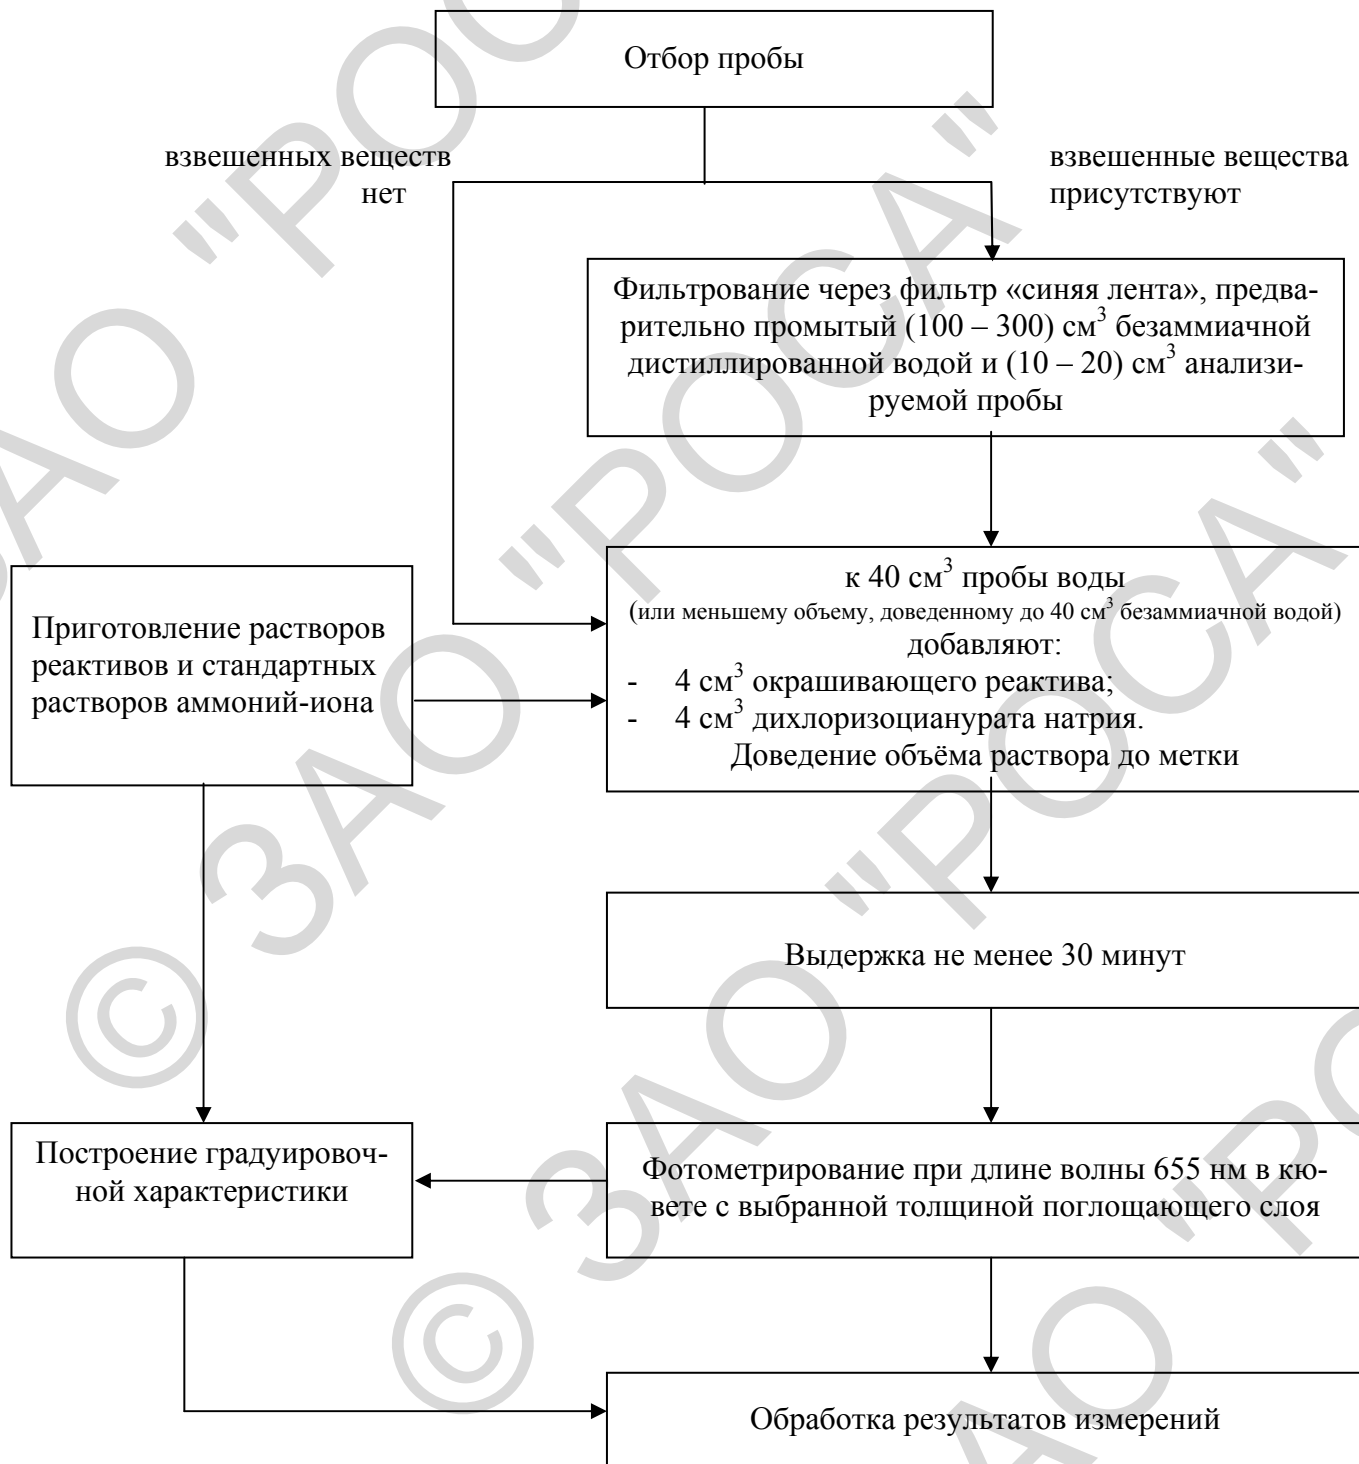 Отбор пробы
взвешенных веществ
нет
взвешенные вещества
присутствуют
Фильтрование через фильтр «синяя лента», предва-
рительно промытый (100 – 300) см³ безаммиачной
дистиллированной водой и (10 – 20) см³ анализи-
руемой пробы
к 40 см³ пробы воды
(или меньшему объему, доведенному до 40 см³ безаммиачной водой)
добавляют:
- 4 см³ окрашивающего реактива;
- 4 см³ дихлоризоцианурата натрия.
Доведение объёма раствора до метки
Приготовление растворов
реактивов и стандартных
растворов аммоний-иона
Выдержка не менее 30 минут
Построение градуировоч-
ной характеристики
Фотометрирование при длине волны 655 нм в кю-
вете с выбранной толщиной поглощающего слоя
Обработка результатов измерений
ЗАО "РОСА"
© ЗАО "РОСА"
© ЗАО "РОСА"